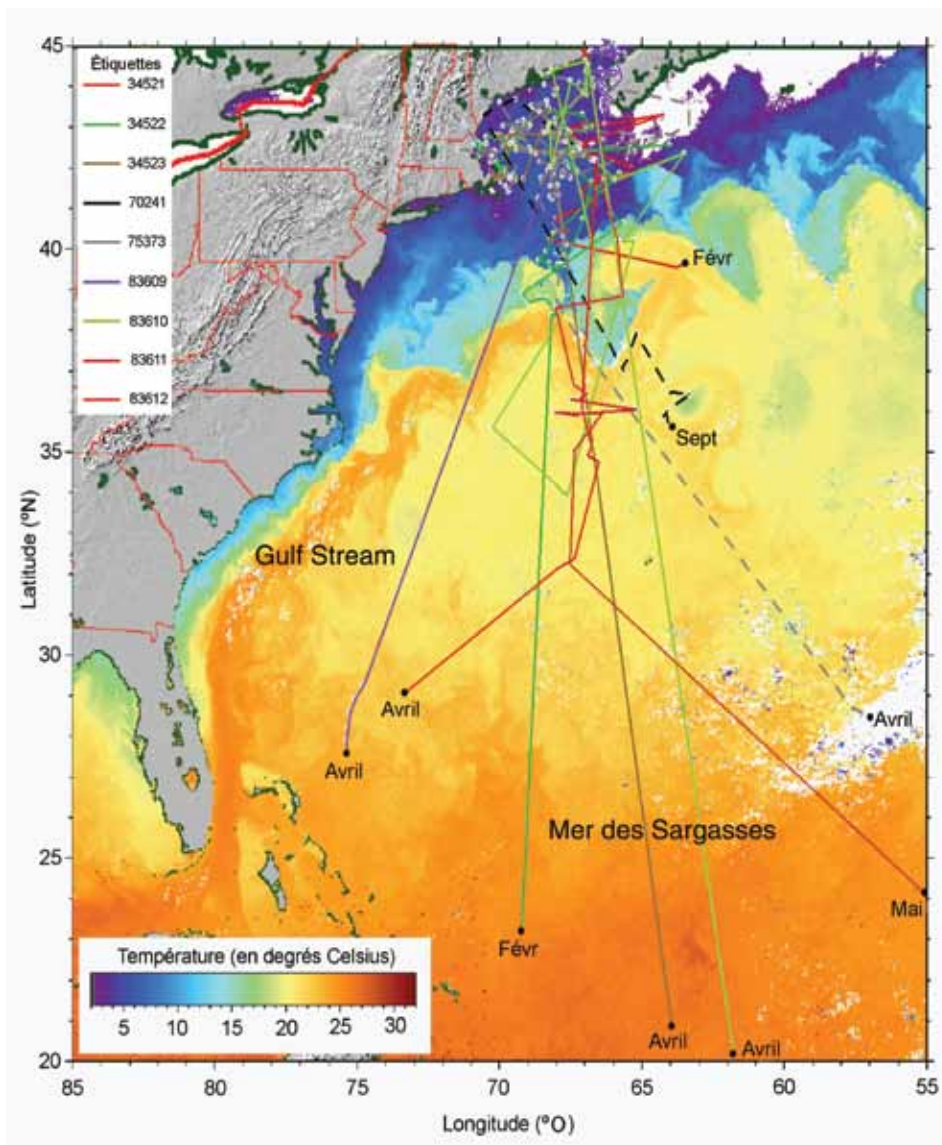 45
Étiquettes
34521
34522
34523
70241
75373
83609
83610
83611
83612
40
Févr
35
Sept
Latitude (ºN)
Gulf Stream
30
Avril
Avril
Avril
Mer des Sargasses
25
Mai
Févr
Température (en degrés Celsius)
5 10 15 20 25 30
Avril
Avril
20
85 80 75 70 65 60 55
Longitude (ºO)